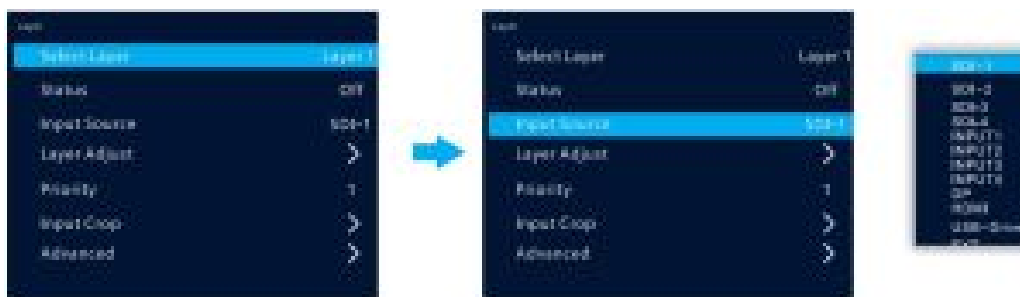 Layer
Select Layer Layer 1
Status Off
Input Source SDI-1
Layer Adjust
Priority 1
Input Crop
Advanced
Layer
Select Layer Layer 1
Status Off
Input Source SDI-1
Layer Adjust
Priority 1
Input Crop
Advanced
SDI-1
SDI-2
SDI-3
SDI-4
INPUT1
INPUT2
INPUT3
INPUT4
DP
HDMI